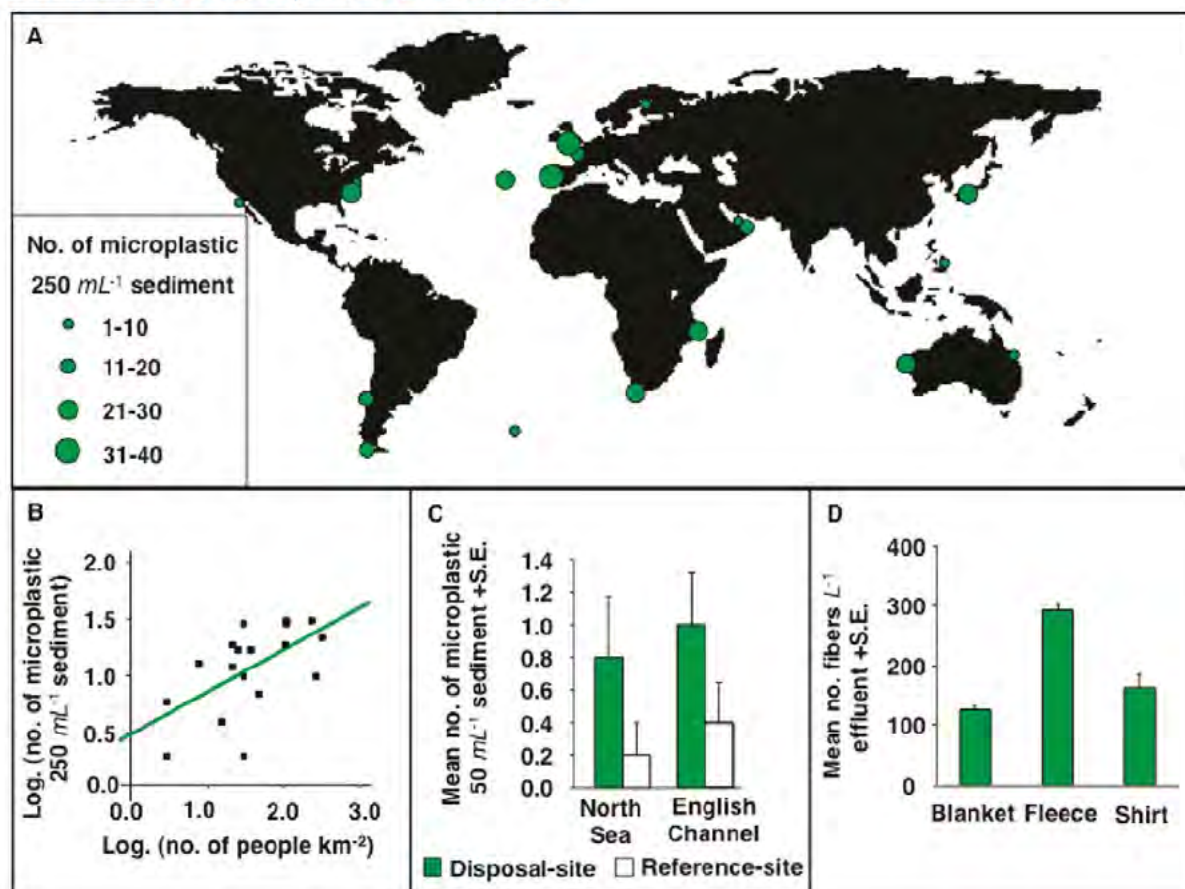 A
No. of microplastic
250 mL⁻¹ sediment
1-10
11-20
21-30
31-40
B
Log. (no. of microplastic
250 mL⁻¹ sediment)
2.0
1.5
1.0
0.5
0.0
0.0 1.0 2.0 3.0
Log. (no. of people km⁻²)
C
Mean no. of microplastic
50 mL⁻¹ sediment +S.E.
1.4
1.2
1.0
0.8
0.6
0.4
0.2
0
North English
Sea Channel
Disposal-site Reference-site
D
Mean no. fibers L⁻¹
effluent +S.E.
400
300
200
100
0
Blanket Fleece Shirt